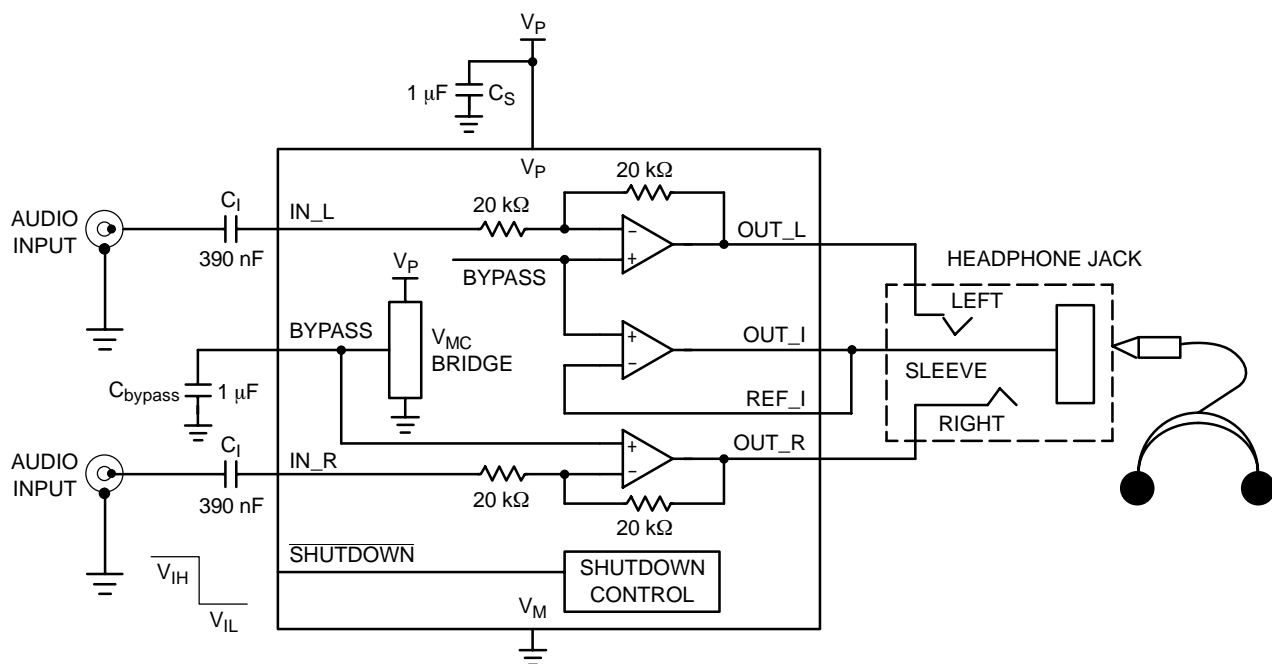 V_P
1 μF
C_S
V_P
20 kΩ
C_I
IN_L
20 kΩ
AUDIO
INPUT
390 nF
−
+
OUT_L
V_P
BYPASS
HEADPHONE JACK
LEFT
BYPASS
V_MC
BRIDGE
+
−
OUT_I
SLEEVE
C_bypass
1 μF
REF_I
RIGHT
C_I
IN_R
+
−
OUT_R
AUDIO
INPUT
390 nF
20 kΩ
20 kΩ
SHUTDOWN
SHUTDOWN
CONTROL
V_IH
V_IL
V_M